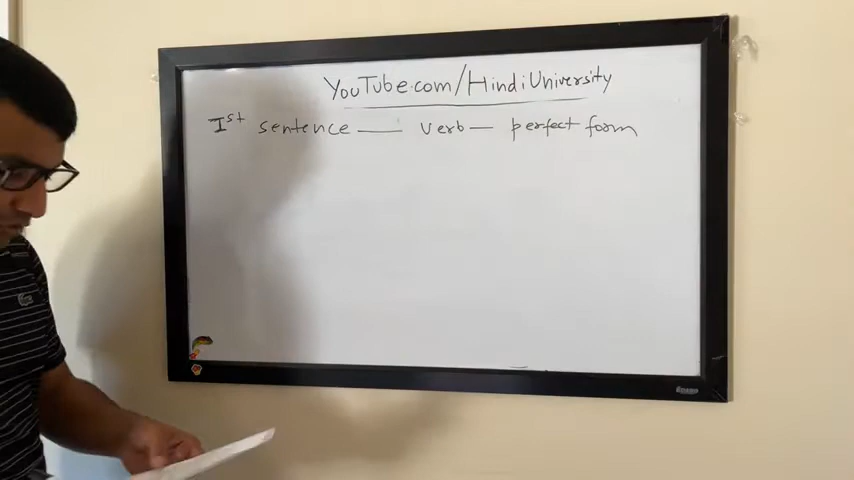 YouTube.com/HindiUniversity
Ist sentence — verb — perfect form